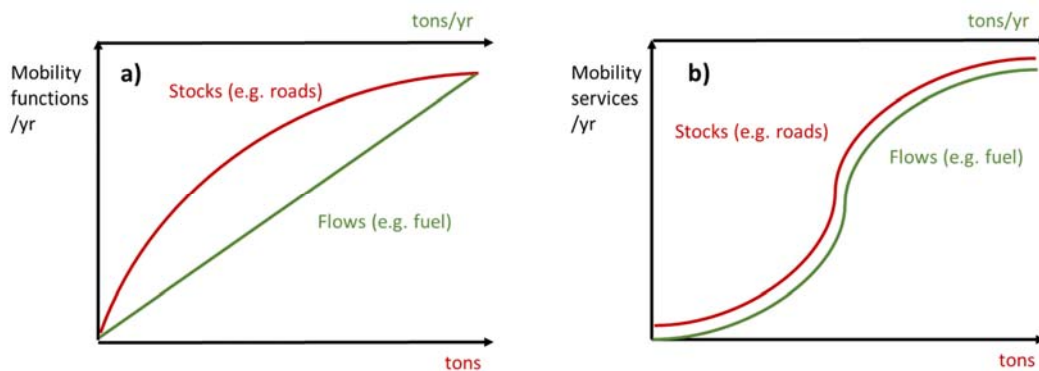 tons/yr
Mobility
functions
/yr
a)
Stocks (e.g. roads)
Flows (e.g. fuel)
tons
tons/yr
Mobility
services
/yr
b)
Stocks (e.g. roads)
Flows (e.g. fuel)
tons